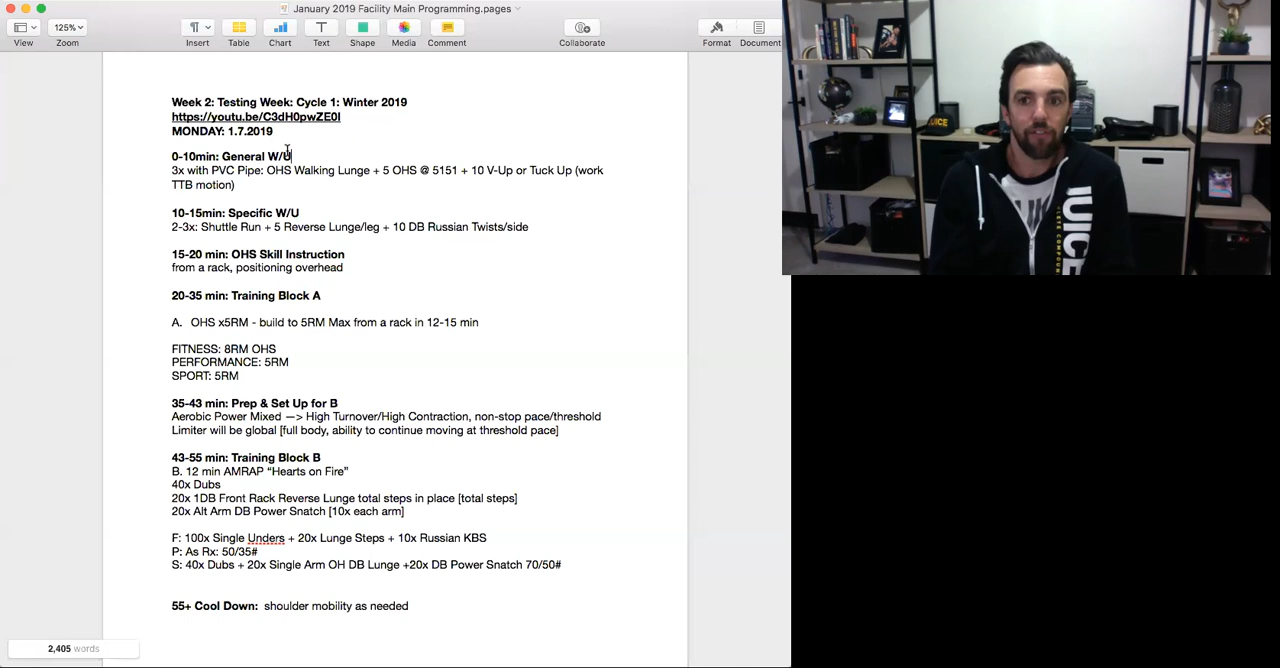 January 2019 Facility Main Programming.pages
125%
View
Zoom
Insert
Table
Chart
Text
Shape
Media
Comment
Collaborate
Format
Document
Week 2: Testing Week: Cycle 1: Winter 2019
https://youtu.be/C3dH0pwZE0I
MONDAY: 1.7.2019
0-10min: General W/U
3x with PVC Pipe: OHS Walking Lunge + 5 OHS @ 5151 + 10 V-Up or Tuck Up (work
TTB motion)
10-15min: Specific W/U
2-3x: Shuttle Run + 5 Reverse Lunge/leg + 10 DB Russian Twists/side
15-20 min: OHS Skill Instruction
from a rack, positioning overhead
20-35 min: Training Block A
A. OHS x5RM - build to 5RM Max from a rack in 12-15 min
FITNESS: 8RM OHS
PERFORMANCE: 5RM
SPORT: 5RM
35-43 min: Prep & Set Up for B
Aerobic Power Mixed —> High Turnover/High Contraction, non-stop pace/threshold
Limiter will be global [full body, ability to continue moving at threshold pace]
43-55 min: Training Block B
B. 12 min AMRAP “Hearts on Fire”
40x Dubs
20x 1DB Front Rack Reverse Lunge total steps in place [total steps]
20x Alt Arm DB Power Snatch [10x each arm]
F: 100x Single Unders + 20x Lunge Steps + 10x Russian KBS
P: As Rx: 50/35#
S: 40x Dubs + 20x Single Arm OH DB Lunge +20x DB Power Snatch 70/50#
55+ Cool Down: shoulder mobility as needed
2,405 words
JUICE